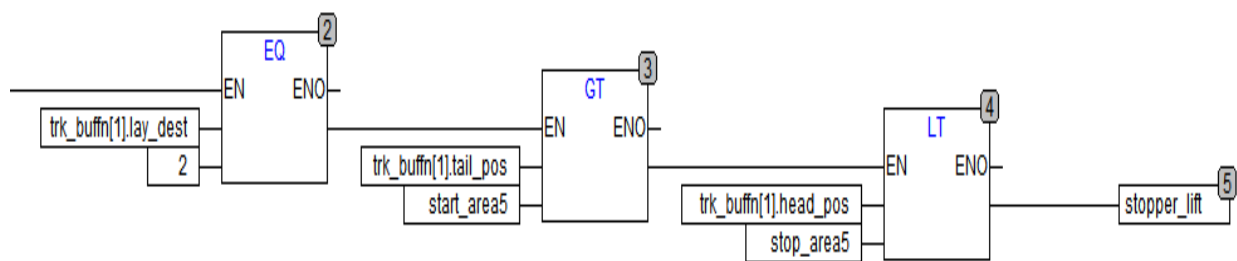 2
EQ
EN ENO
trk_buffn[1].lay_dest
2
3
GT
EN ENO
trk_buffn[1].tail_pos
start_area5
4
LT
EN ENO
trk_buffn[1].head_pos
stop_area5
5
stopper_lift